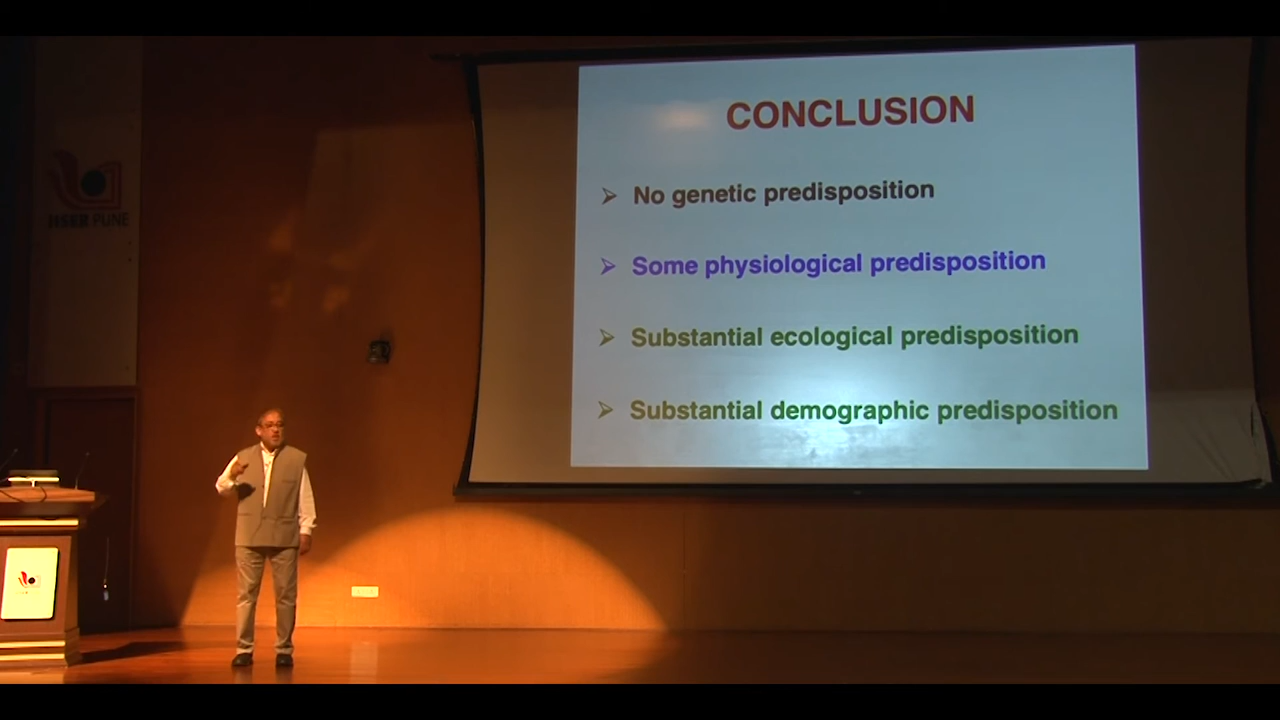 IISER PUNE
CONCLUSION
No genetic predisposition
Some physiological predisposition
Substantial ecological predisposition
Substantial demographic predisposition